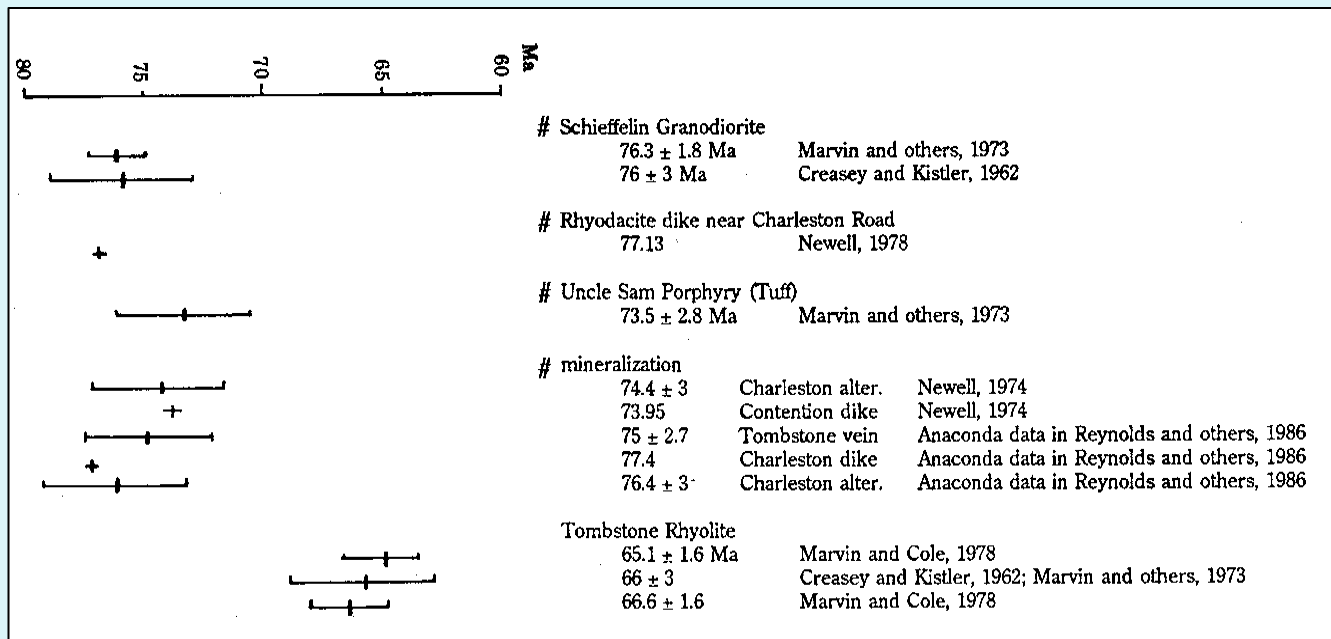 80 75 70 65 60 Ma
# Schieffelin Granodiorite
76.3 ± 1.8 Ma Marvin and others, 1973
76 ± 3 Ma Creasey and Kistler, 1962
# Rhyodacite dike near Charleston Road
77.13 Newell, 1978
# Uncle Sam Porphyry (Tuff)
73.5 ± 2.8 Ma Marvin and others, 1973
# mineralization
74.4 ± 3 Charleston alter. Newell, 1974
73.95 Contention dike Newell, 1974
75 ± 2.7 Tombstone vein Anaconda data in Reynolds and others, 1986
77.4 Charleston dike Anaconda data in Reynolds and others, 1986
76.4 ± 3 Charleston alter. Anaconda data in Reynolds and others, 1986
Tombstone Rhyolite
65.1 ± 1.6 Ma Marvin and Cole, 1978
66 ± 3 Creasey and Kistler, 1962; Marvin and others, 1973
66.6 ± 1.6 Marvin and Cole, 1978